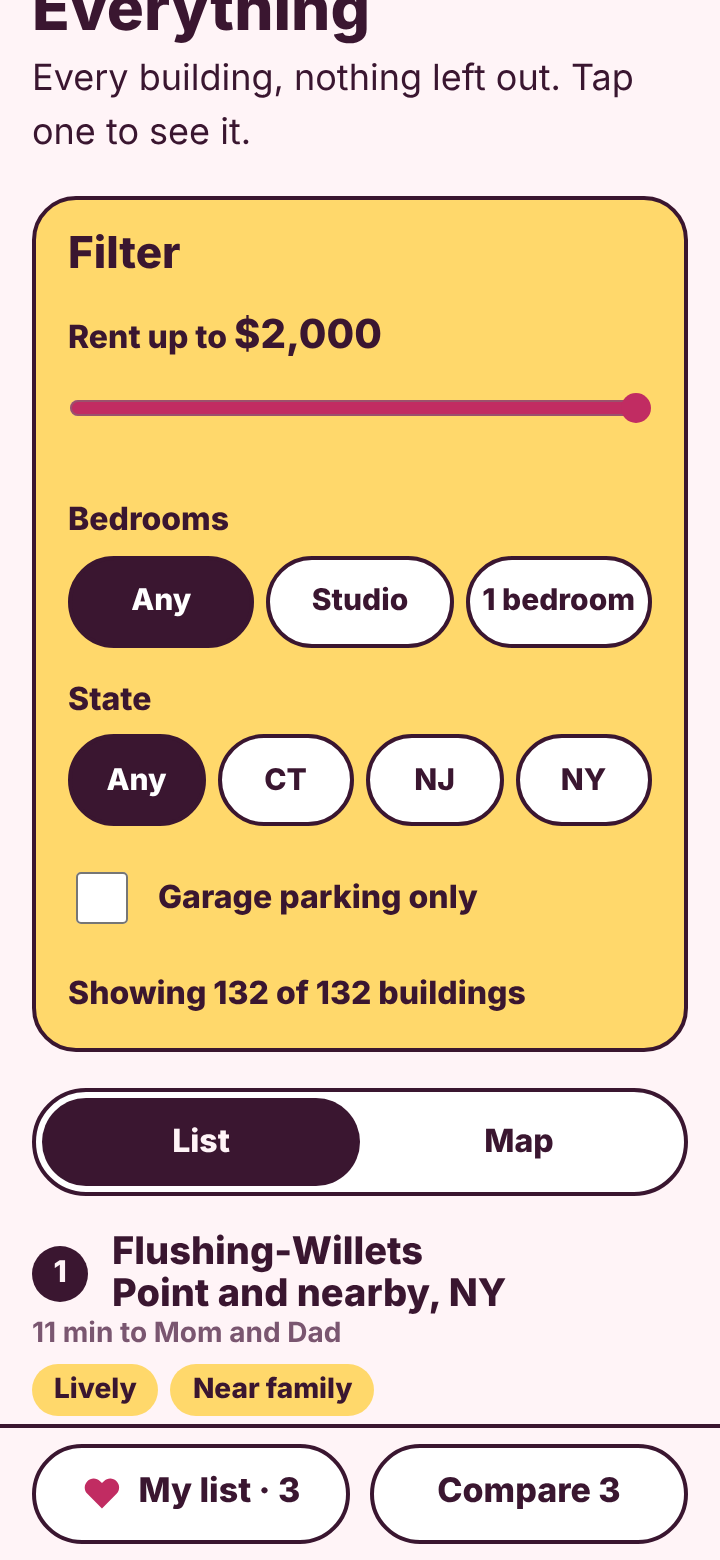 Everything
Every building, nothing left out. Tap
one to see it.
Filter
Rent up to $2,000
Bedrooms
Any
Studio
1 bedroom
State
Any
CT
NJ
NY
Garage parking only
Showing 132 of 132 buildings
List
Map
1
Flushing-Willets
Point and nearby, NY
11 min to Mom and Dad
Lively
Near family
My list · 3
Compare 3